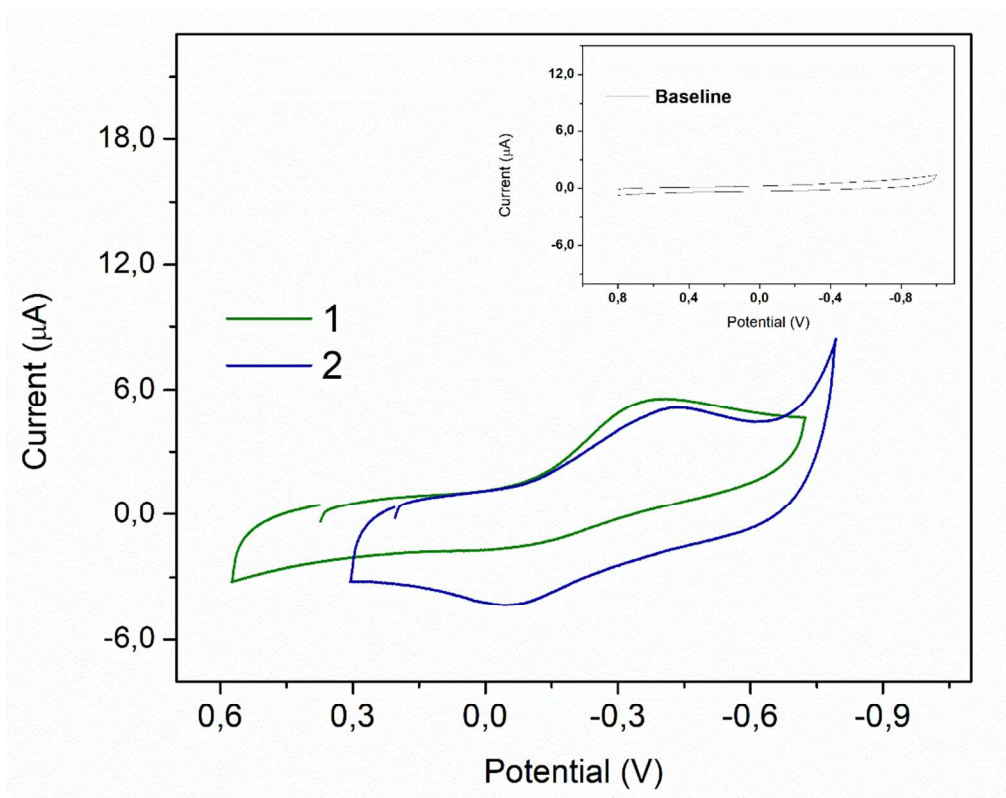 18,0
12,0
6,0
0,0
-6,0
Current (μA)
1
2
0,6 0,3 0,0 -0,3 -0,6 -0,9
Potential (V)
12,0
6,0
0,0
-6,0
Current (μA)
Baseline
0,8 0,4 0,0 -0,4 -0,8
Potential (V)